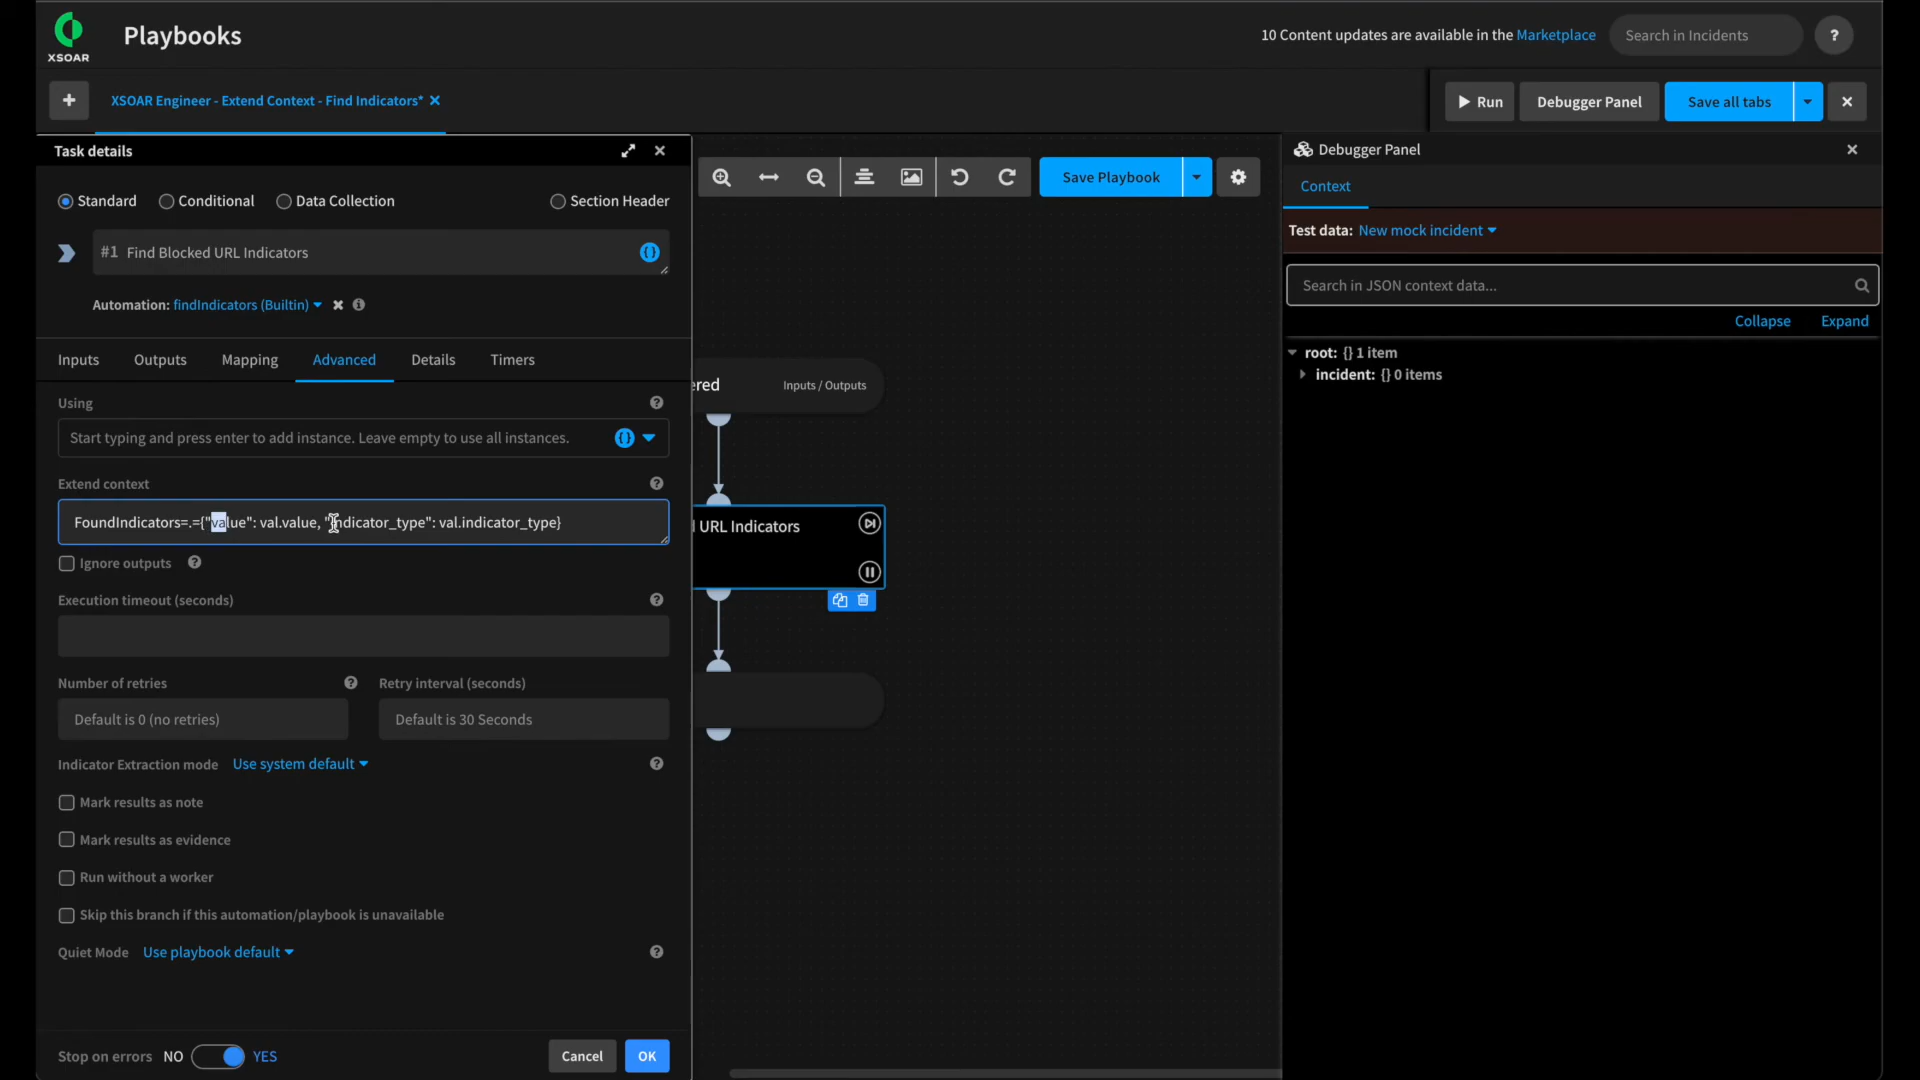 XSOAR
Playbooks
10 Content updates are available in the Marketplace
Search in Incidents
?
+
XSOAR Engineer - Extend Context - Find Indicators*
Run
Debugger Panel
Save all tabs
Task details
Standard
Conditional
Data Collection
Section Header
#1 Find Blocked URL Indicators
Automation: findIndicators (Builtin)
Inputs
Outputs
Mapping
Advanced
Details
Timers
Using
Start typing and press enter to add instance. Leave empty to use all instances.
Extend context
FoundIndicators=.={"value": val.value, "indicator_type": val.indicator_type}
Ignore outputs
Execution timeout (seconds)
Number of retries
Retry interval (seconds)
Default is 0 (no retries)
Default is 30 Seconds
Indicator Extraction mode Use system default
Mark results as note
Mark results as evidence
Run without a worker
Skip this branch if this automation/playbook is unavailable
Quiet Mode Use playbook default
Stop on errors NO YES
Cancel
OK
Save Playbook
ered
Inputs / Outputs
URL Indicators
Debugger Panel
Context
Test data: New mock incident
Search in JSON context data...
Collapse
Expand
root: {} 1 item
incident: {} 0 items